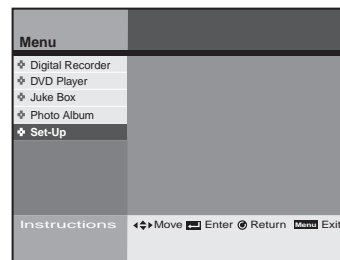 Menu
Digital Recorder
DVD Player
Juke Box
Photo Album
Set-Up
Instructions Move Enter Return Menu Exit